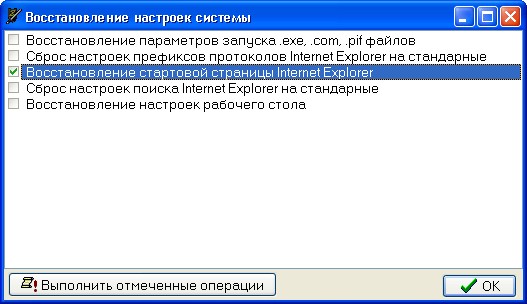 Восстановление настроек системы
Восстановление параметров запуска .exe, .com, .pif файлов
Сброс настроек префиксов протоколов Internet Explorer на стандарные
Восстановление стартовой страницы Internet Explorer
Сброс настроек поиска Internet Explorer на стандарные
Восстановление настроек рабочего стола
Выполнить отмеченные операции
OK